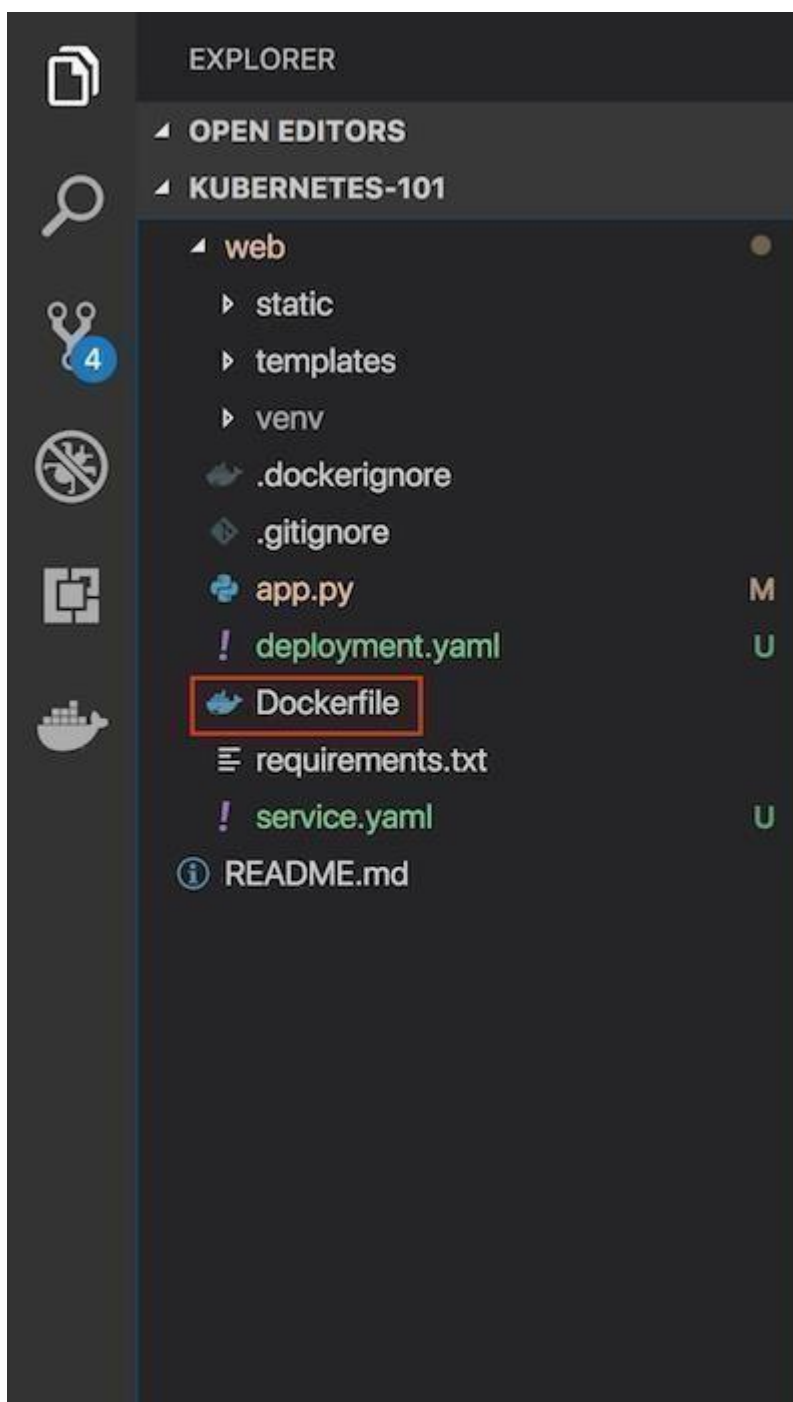 EXPLORER
OPEN EDITORS
KUBERNETES-101
web
static
templates
4
venv
.dockerignore
.gitignore
app.py M
deployment.yaml U
Dockerfile
requirements.txt
service.yaml U
README.md